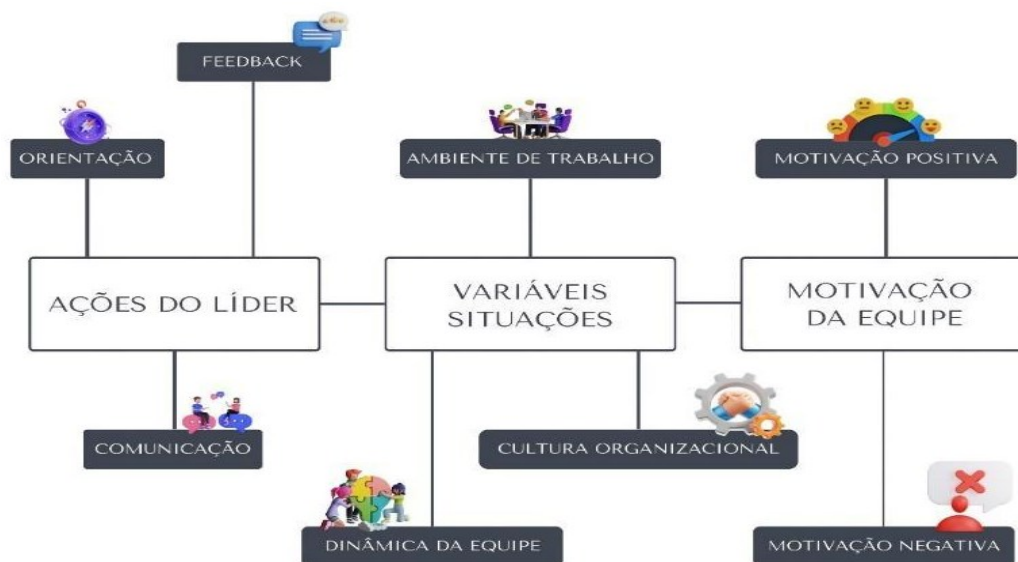 FEEDBACK
ORIENTAÇÃO
AMBIENTE DE TRABALHO
MOTIVAÇÃO POSITIVA
AÇÕES DO LÍDER
VARIÁVEIS
SITUAÇÕES
MOTIVAÇÃO
DA EQUIPE
COMUNICAÇÃO
CULTURA ORGANIZACIONAL
DINÂMICA DA EQUIPE
MOTIVAÇÃO NEGATIVA